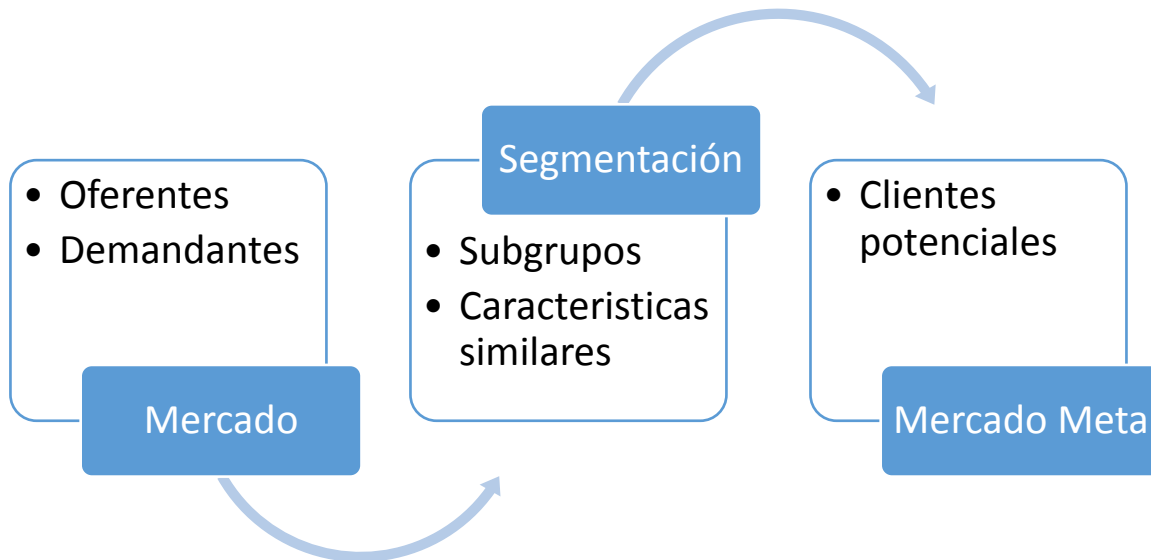 • Oferentes
• Demandantes
Mercado
Segmentación
• Subgrupos
• Caracteristicas
similares
• Clientes
potenciales
Mercado Meta